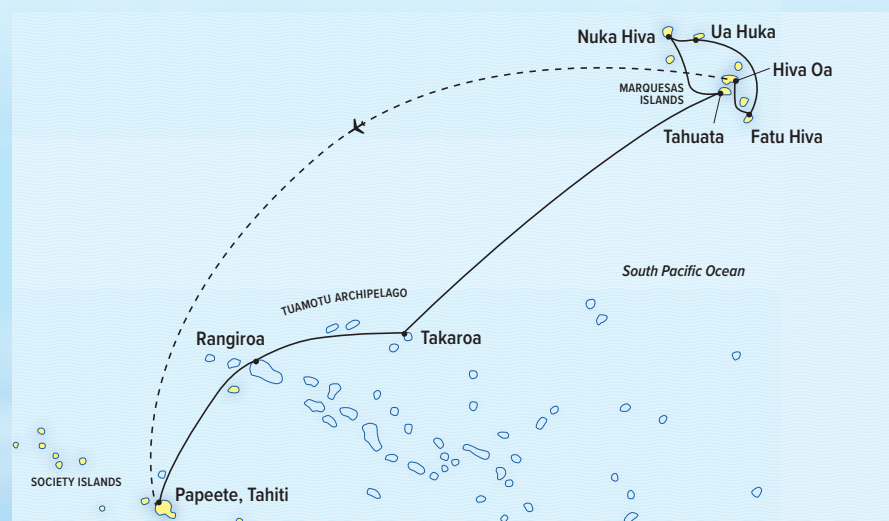 Nuka Hiva
Ua Huka
Hiva Oa
MARQUESAS
ISLANDS
Tahuata
Fatu Hiva
South Pacific Ocean
TUAMOTU ARCHIPELAGO
Rangiroa
Takaroa
SOCIETY ISLANDS
Papeete, Tahiti